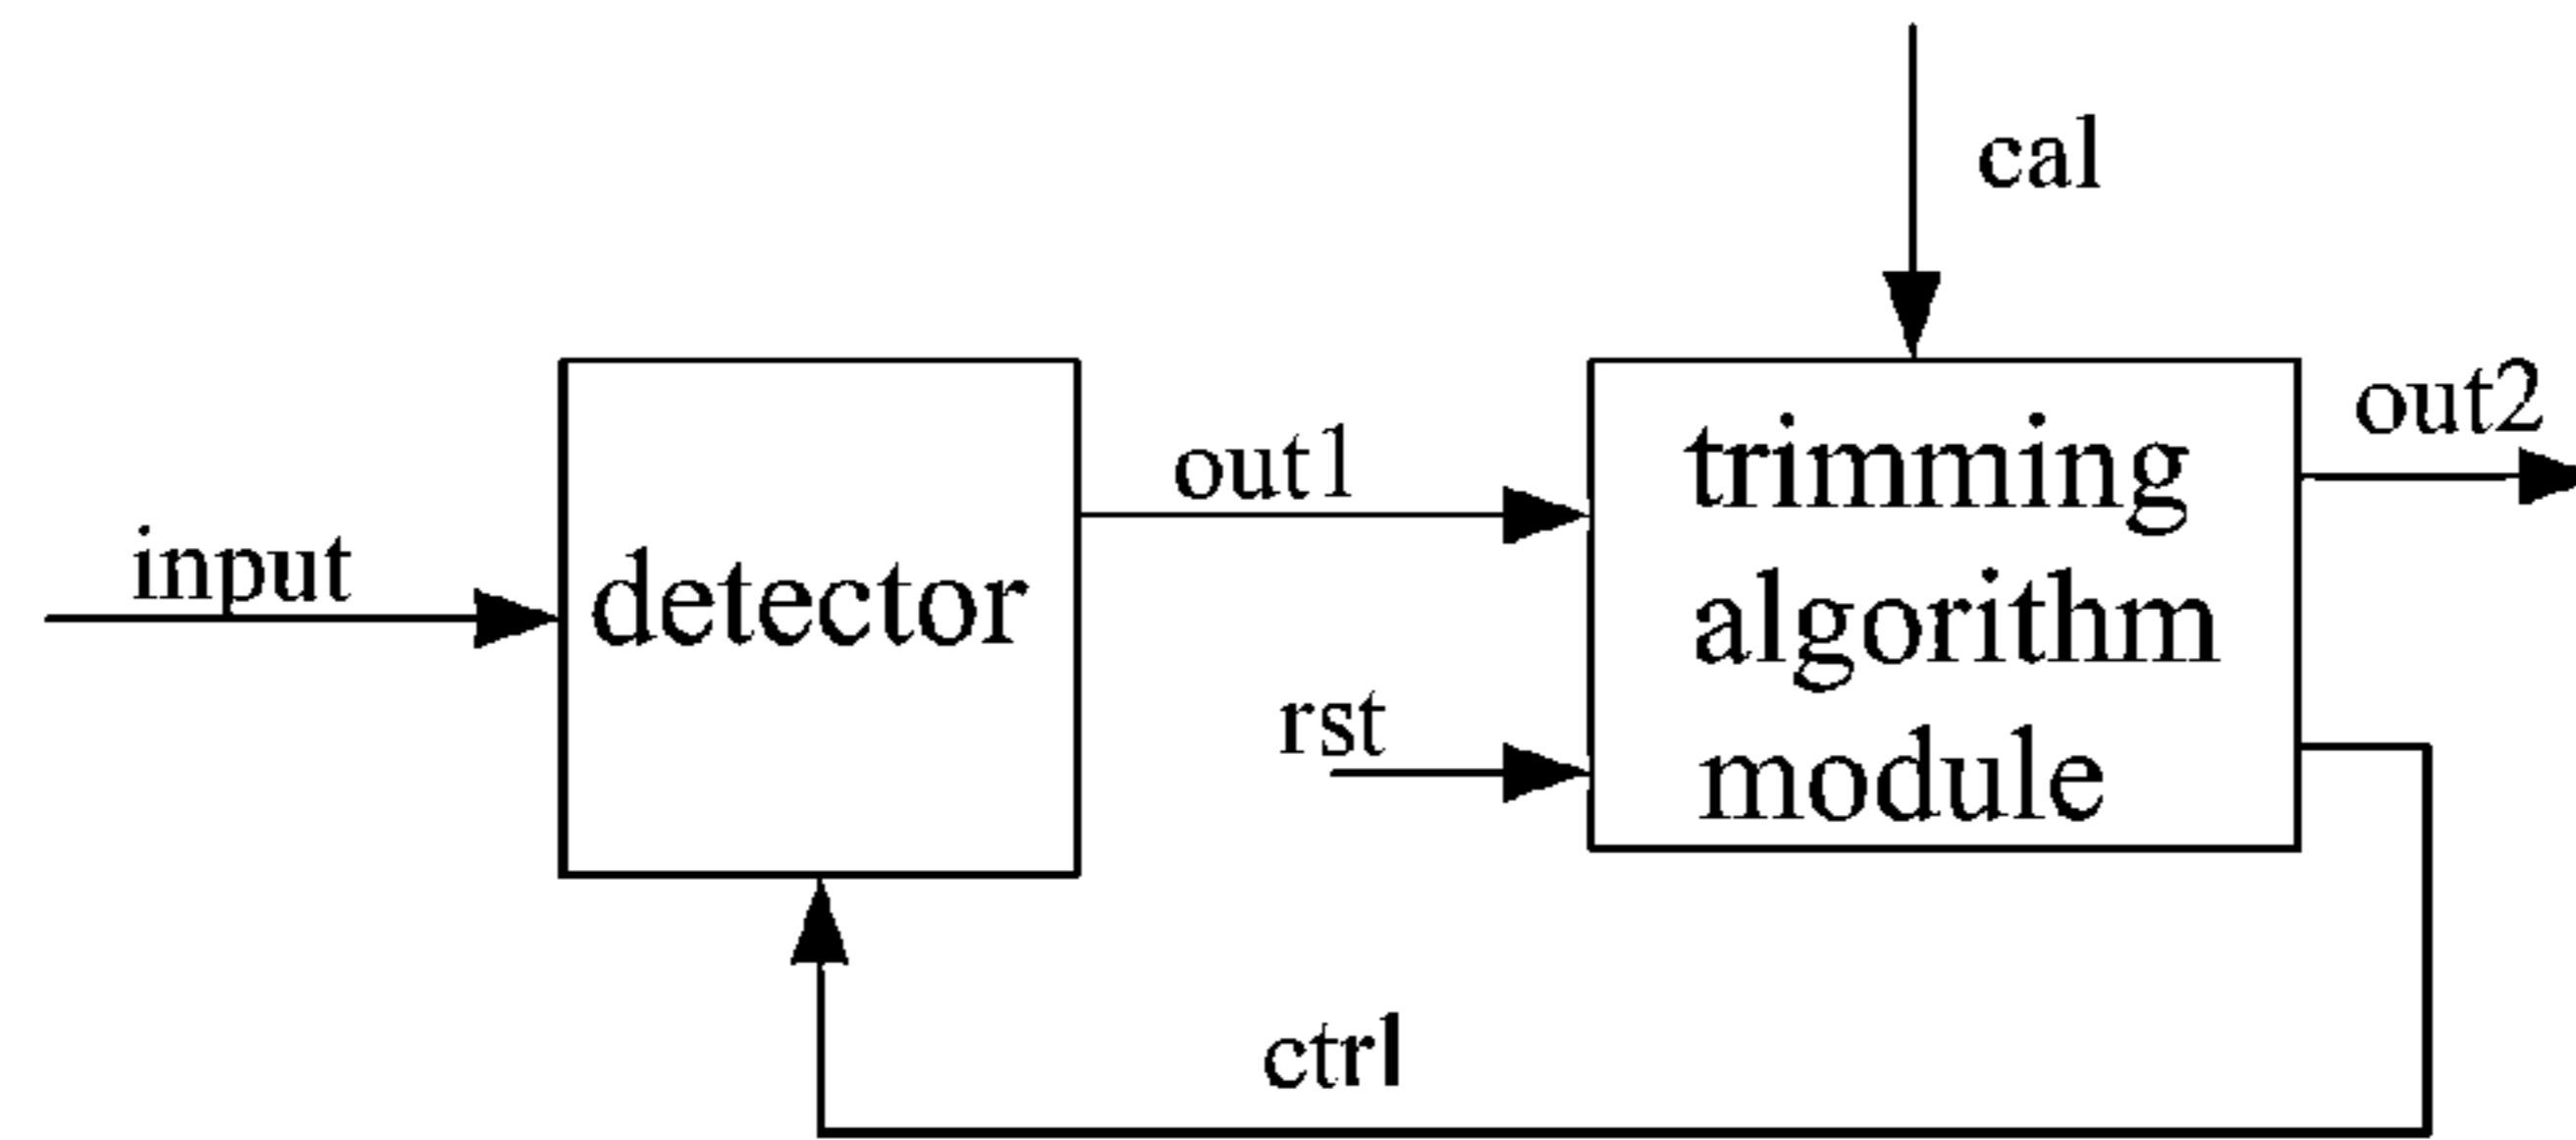 cal
input
detector
out1
rst
trimming
algorithm
module
out2
ctrl